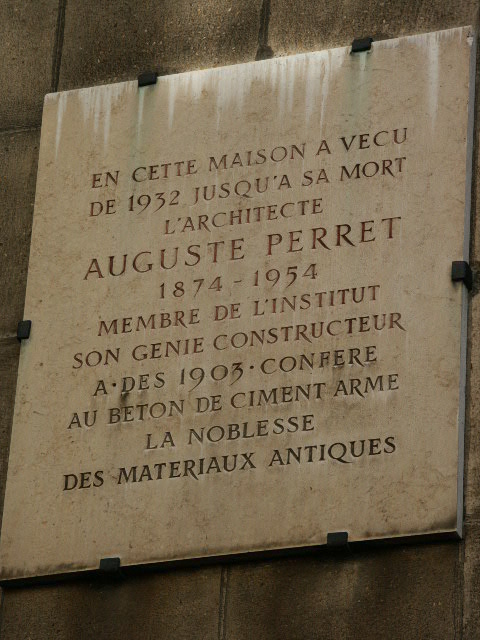 EN CETTE MAISON A VECU
DE 1932 JUSQU'A SA MORT
L'ARCHITECTE
AUGUSTE PERRET
1874 - 1954
MEMBRE DE L'INSTITUT
SON GENIE CONSTRUCTEUR
A·DES 1903·CONFERE
AU BETON DE CIMENT ARME
LA NOBLESSE
DES MATERIAUX ANTIQUES